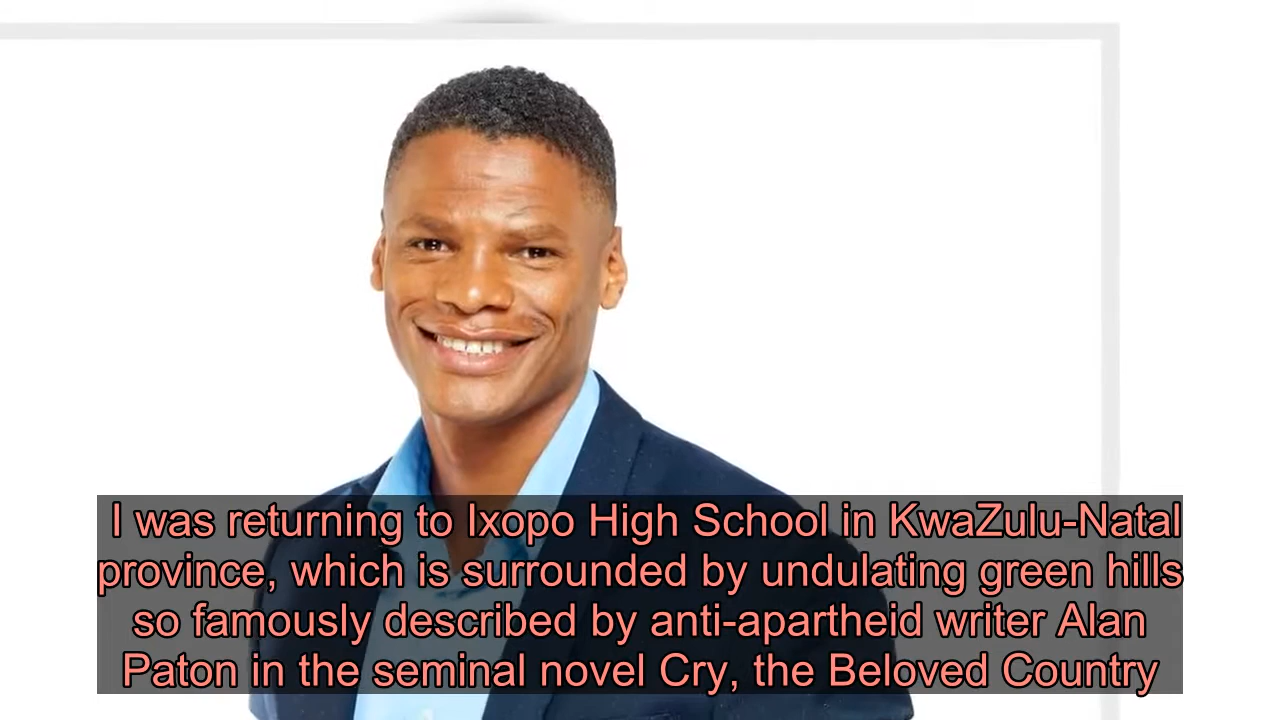 I was returning to Ixopo High School in KwaZulu-Natal
province, which is surrounded by undulating green hills
so famously described by anti-apartheid writer Alan
Paton in the seminal novel Cry, the Beloved Country